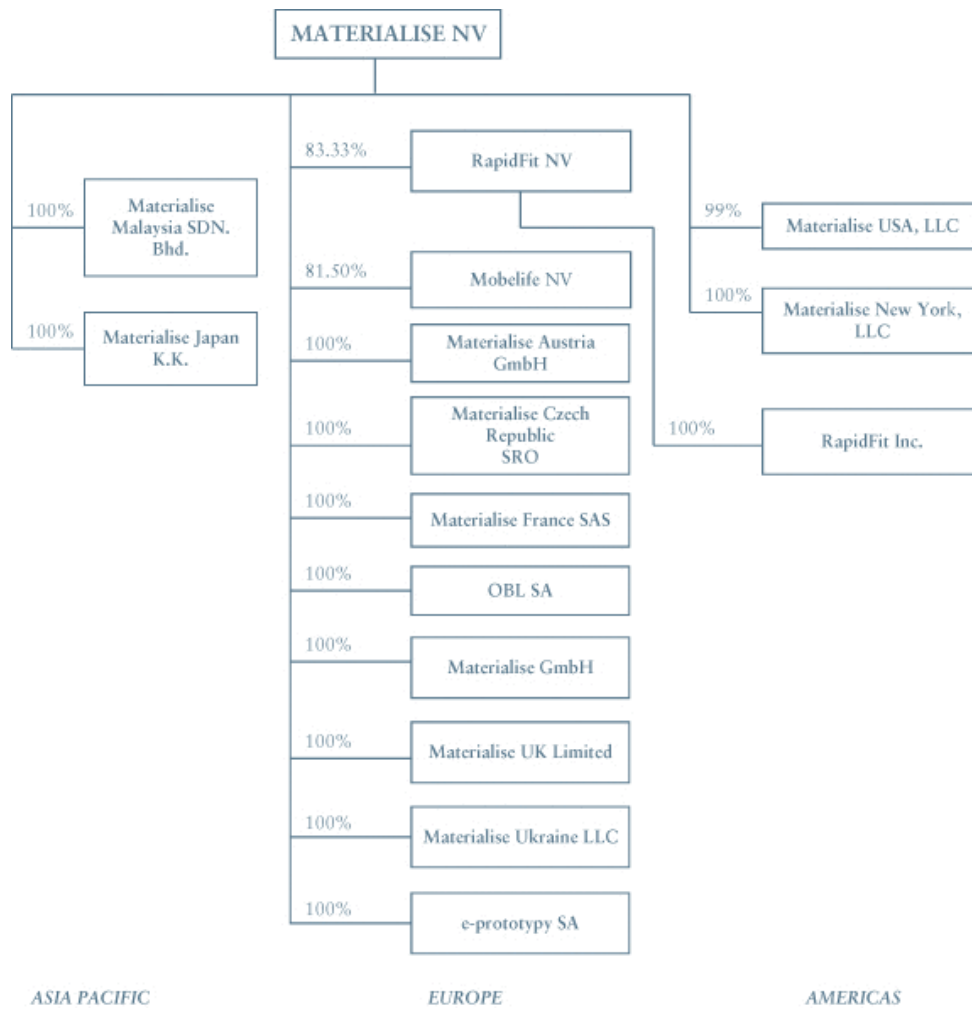 MATERIALISE NV
100%
Materialise
Malaysia SDN.
Bhd.
100%
Materialise Japan
K.K.
83.33%
RapidFit NV
81.50%
Mobelife NV
100%
Materialise Austria
GmbH
100%
Materialise Czech
Republic
SRO
100%
Materialise France SAS
100%
OBL SA
100%
Materialise GmbH
100%
Materialise UK Limited
100%
Materialise Ukraine LLC
100%
e-prototypy SA
99%
Materialise USA, LLC
100%
Materialise New York,
LLC
100%
RapidFit Inc.
ASIA PACIFIC
EUROPE
AMERICAS